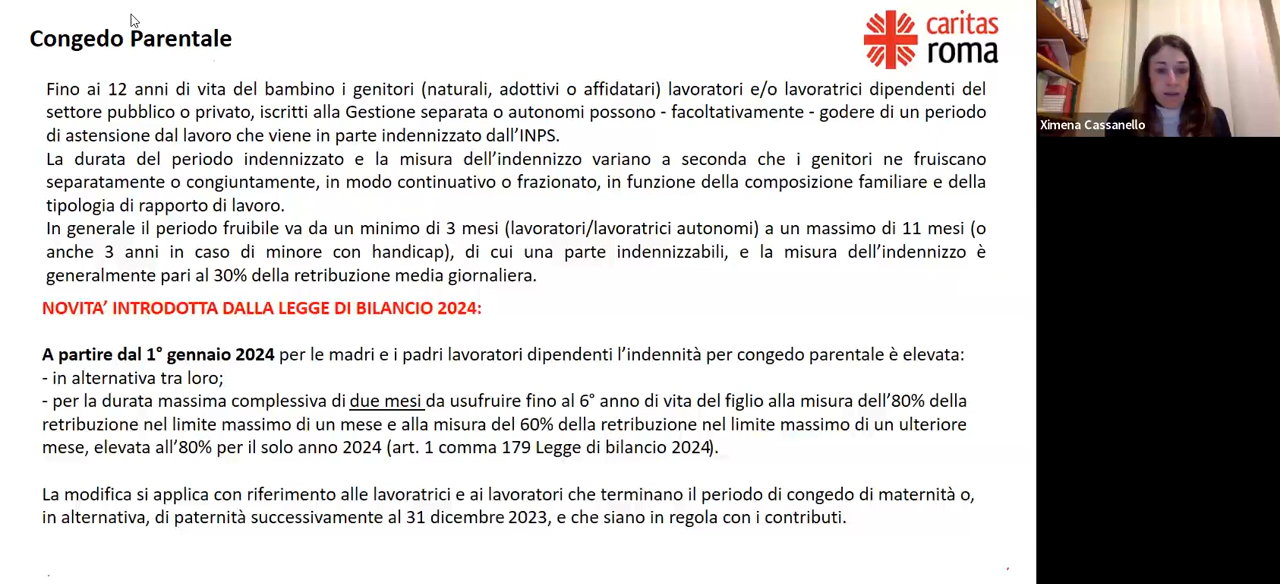 Congedo Parentale
caritas
roma
Fino ai 12 anni di vita del bambino i genitori (naturali, adottivi o affidatari) lavoratori e/o lavoratrici dipendenti del
settore pubblico o privato, iscritti alla Gestione separata o autonomi possono - facoltativamente - godere di un periodo
di astensione dal lavoro che viene in parte indennizzato dall’INPS.
La durata del periodo indennizzato e la misura dell’indennizzo variano a seconda che i genitori ne fruiscano
separatamente o congiuntamente, in modo continuativo o frazionato, in funzione della composizione familiare e della
tipologia di rapporto di lavoro.
In generale il periodo fruibile va da un minimo di 3 mesi (lavoratori/lavoratrici autonomi) a un massimo di 11 mesi (o
anche 3 anni in caso di minore con handicap), di cui una parte indennizzabili, e la misura dell’indennizzo è
generalmente pari al 30% della retribuzione media giornaliera.
NOVITA’ INTRODOTTA DALLA LEGGE DI BILANCIO 2024:
A partire dal 1° gennaio 2024 per le madri e i padri lavoratori dipendenti l’indennità per congedo parentale è elevata:
- in alternativa tra loro;
- per la durata massima complessiva di due mesi da usufruire fino al 6° anno di vita del figlio alla misura dell’80% della
retribuzione nel limite massimo di un mese e alla misura del 60% della retribuzione nel limite massimo di un ulteriore
mese, elevata all’80% per il solo anno 2024 (art. 1 comma 179 Legge di bilancio 2024).
La modifica si applica con riferimento alle lavoratrici e ai lavoratori che terminano il periodo di congedo di maternità o,
in alternativa, di paternità successivamente al 31 dicembre 2023, e che siano in regola con i contributi.
Ximena Cassanello